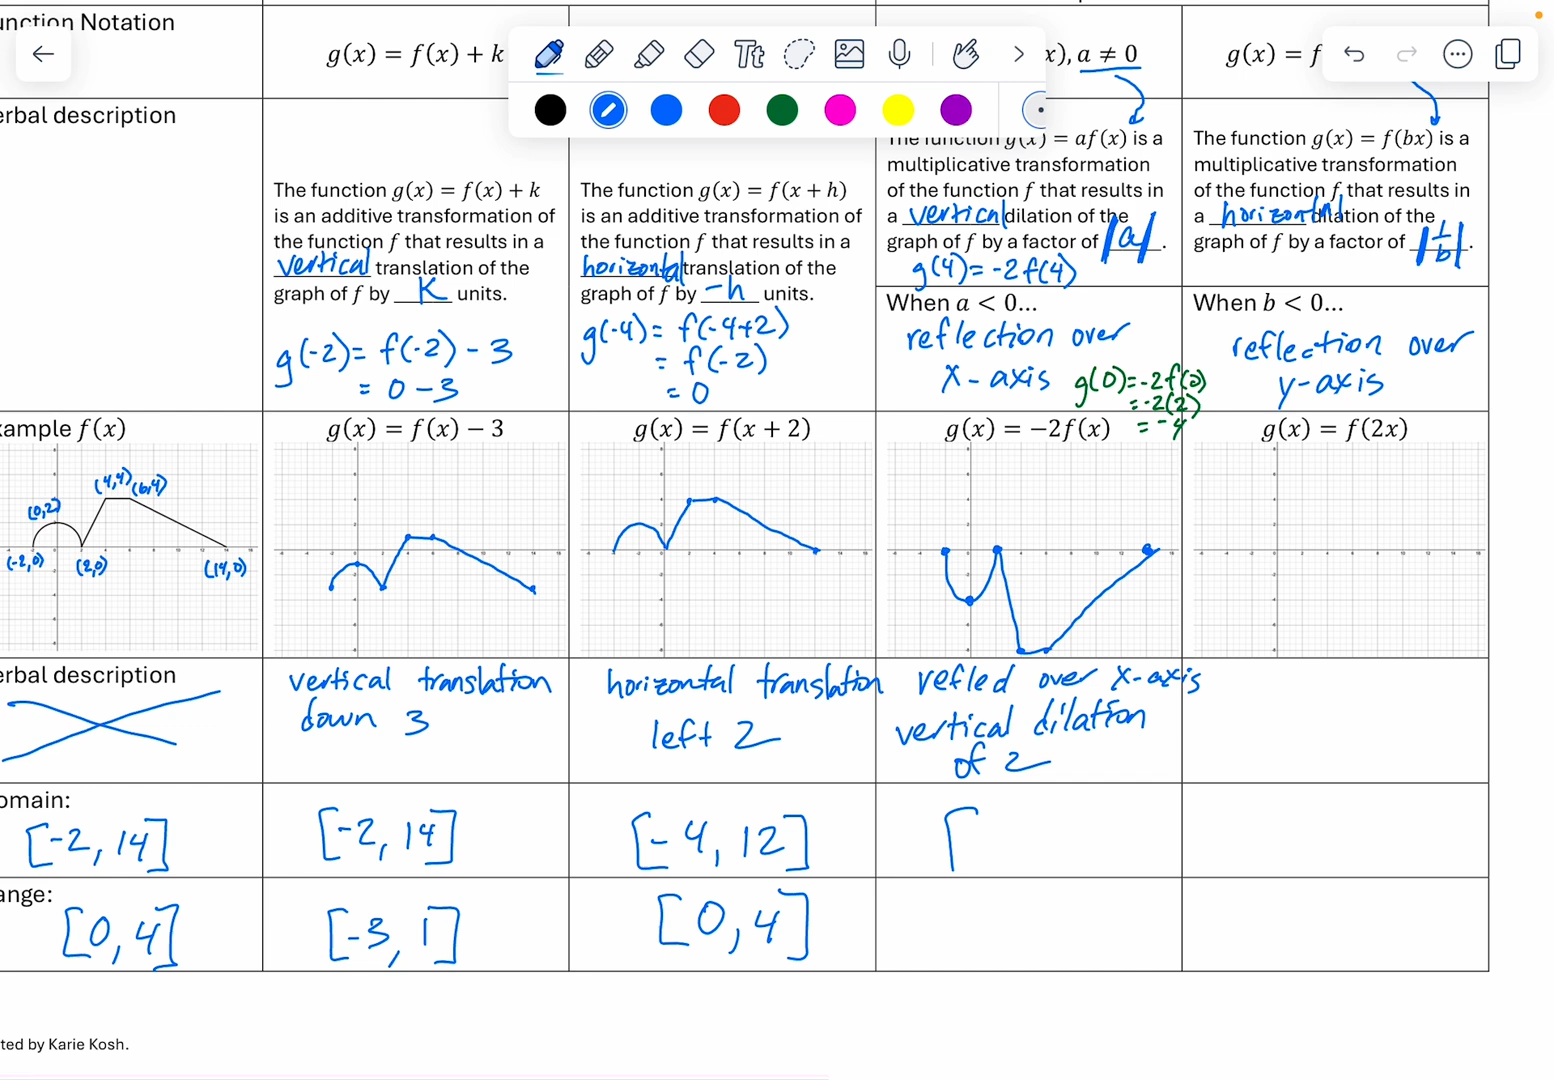 unction Notation
g(x) = f(x) + k
x), a ≠ 0
g(x) = f
Tt
erbal description
The function g(x) = f(x) + k
is an additive transformation of
the function f that results in a
vertical translation of the
graph of f by K units.
g(-2) = f(-2) - 3
= 0 - 3
The function g(x) = f(x + h)
is an additive transformation of
the function f that results in a
horizontal translation of the
graph of f by -h units.
g(-4) = f(-4+2)
= f(-2)
= 0
The function g(x) = af(x) is a
multiplicative transformation
of the function f that results in
a vertical dilation of the
graph of f by a factor of |a|.
g(4) = -2f(4)
When a < 0...
reflection over
x-axis
g(0) = -2f(0)
= -2(2)
= -4
The function g(x) = f(bx) is a
multiplicative transformation
of the function f that results in
a horizontal dilation of the
graph of f by a factor of |1/b|.
When b < 0...
reflection over
y-axis
xample f(x)
(4,4) (6,4)
(0,2)
(-2,0) (2,0) (14,0)
g(x) = f(x) − 3
g(x) = f(x + 2)
g(x) = −2f(x)
g(x) = f(2x)
erbal description
vertical translation
down 3
horizontal translation
left 2
refled over x-axis
vertical dilation
of 2
omain:
[-2, 14]
[-2, 14]
[-4, 12]
[
ange:
[0, 4]
[-3, 1]
[0, 4]
ted by Karie Kosh.